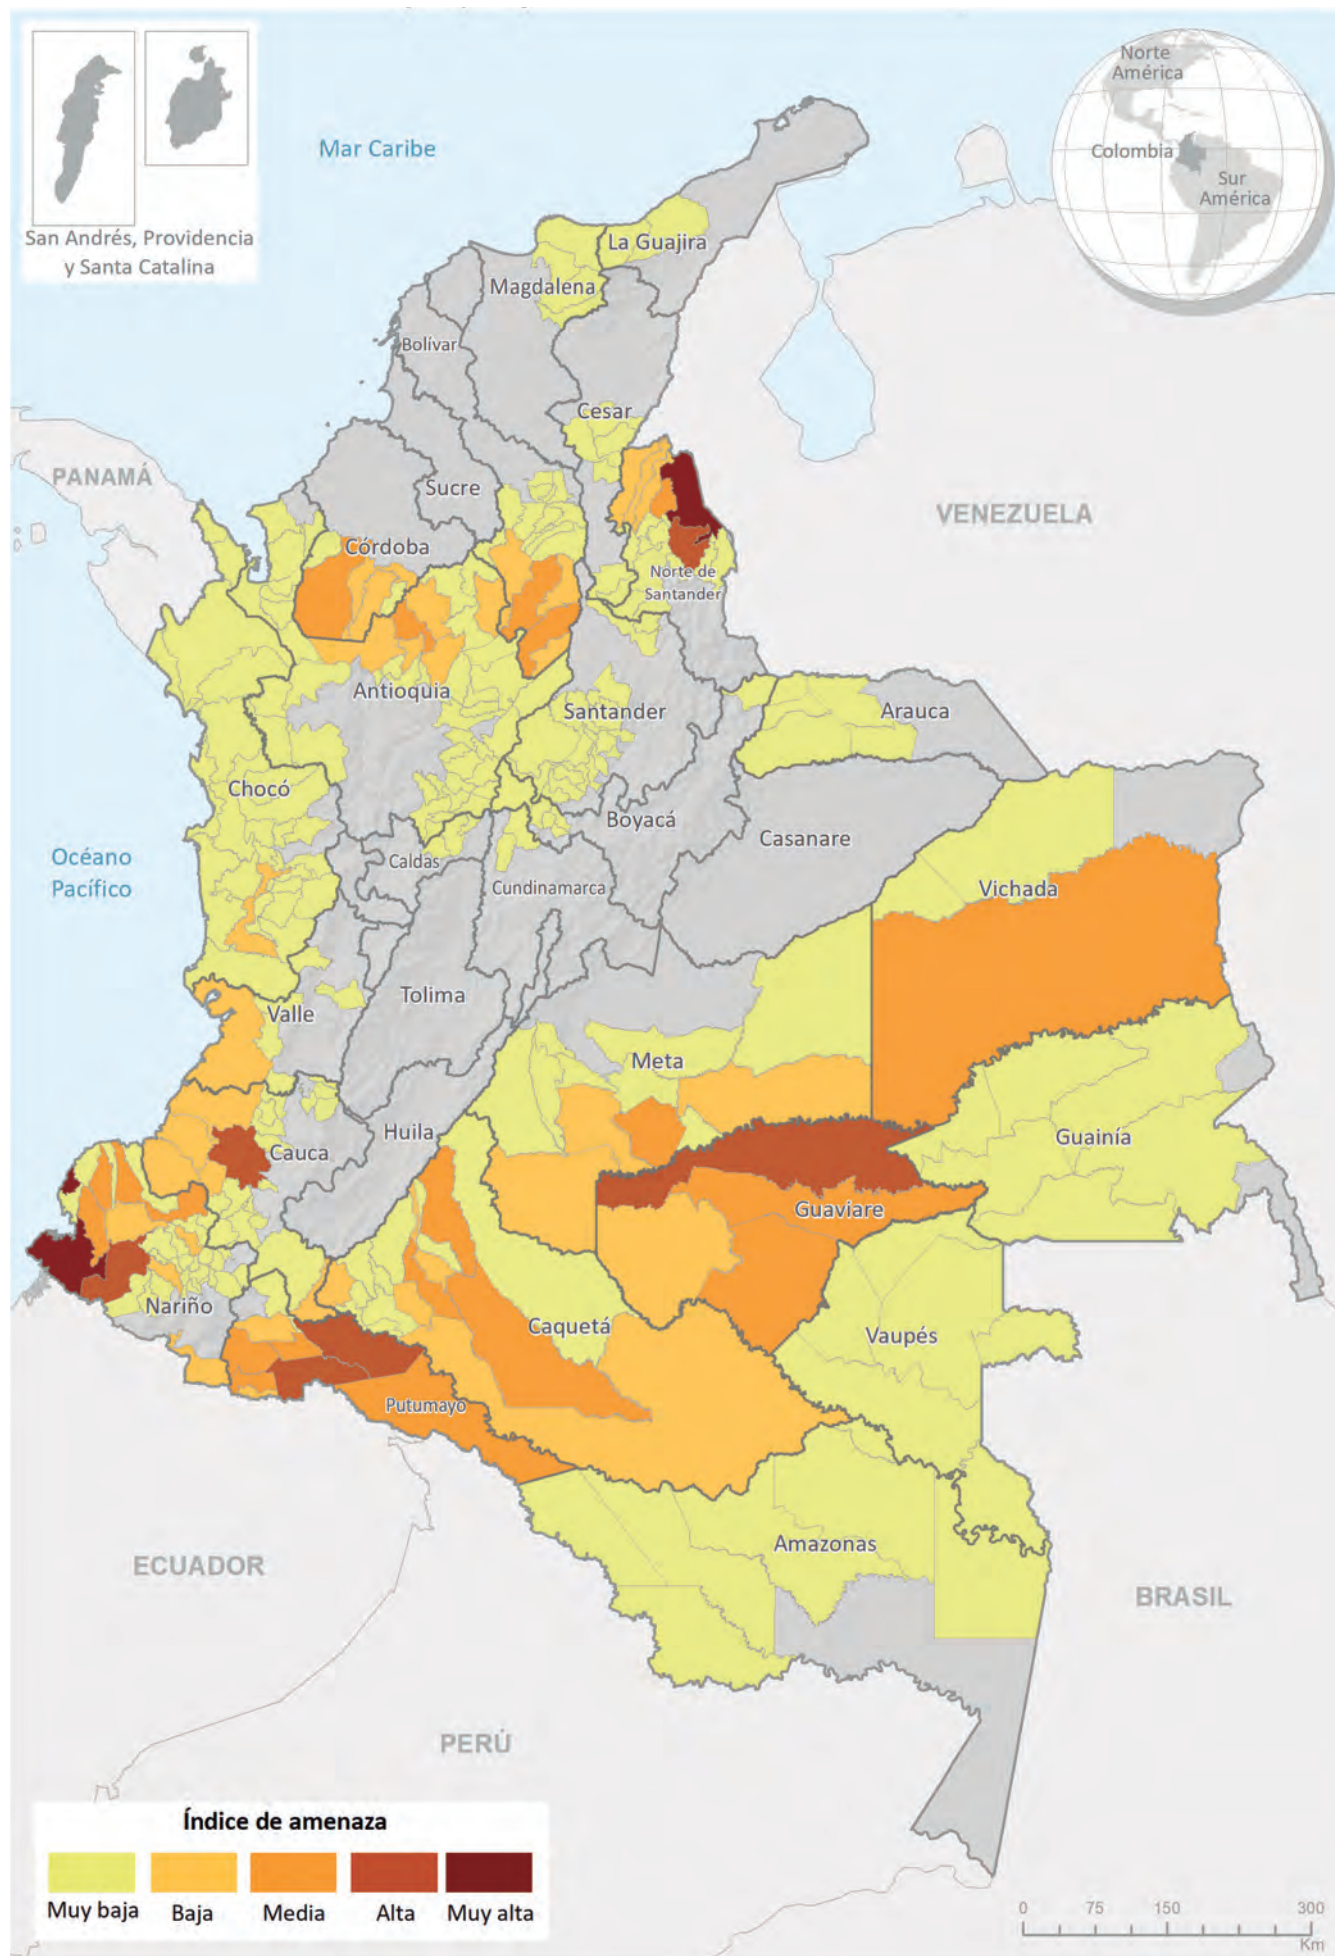 Norte
América
Mar Caribe
Colombia
Sur
América
San Andrés, Providencia
y Santa Catalina
La Guajira
Magdalena
Bolívar
Cesar
PANAMÁ
Sucre
VENEZUELA
Córdoba
Norte de
Santander
Antioquia
Santander
Arauca
Chocó
Boyacá
Casanare
Océano
Pacífico
Caldas
Cundinamarca
Vichada
Tolima
Valle
Meta
Huila
Cauca
Guainía
Guaviare
Nariño
Caquetá
Vaupés
Putumayo
Amazonas
ECUADOR
BRASIL
PERÚ
Índice de amenaza
Muy baja
Baja
Media
Alta
Muy alta
0 75 150 300
Km